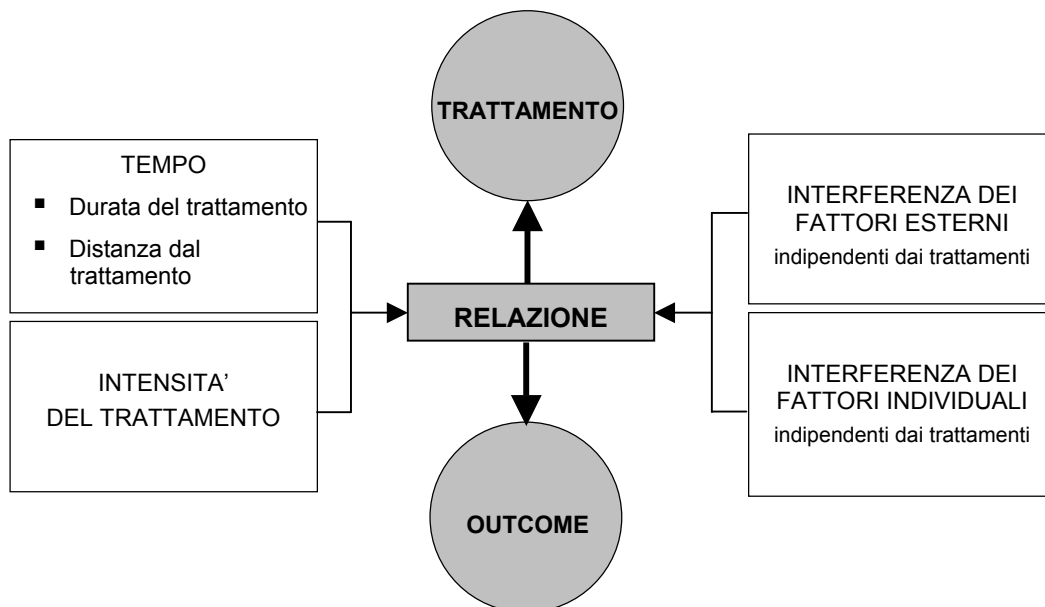 TRATTAMENTO
TEMPO
▪ Durata del trattamento
▪ Distanza dal
trattamento
INTENSITA’
DEL TRATTAMENTO
RELAZIONE
INTERFERENZA DEI
FATTORI ESTERNI
indipendenti dai trattamenti
INTERFERENZA DEI
FATTORI INDIVIDUALI
indipendenti dai trattamenti
OUTCOME